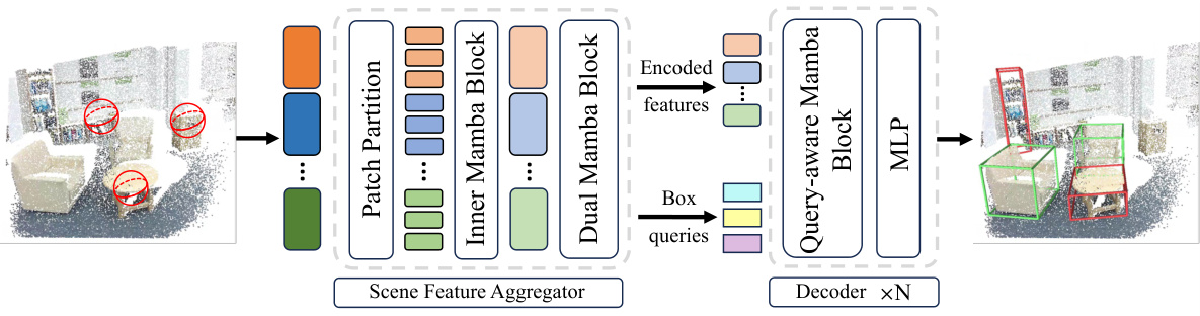 Patch Partition
Inner Mamba Block
Dual Mamba Block
Encoded
features
Box
queries
Query-aware Mamba
Block
MLP
Scene Feature Aggregator
Decoder ×N